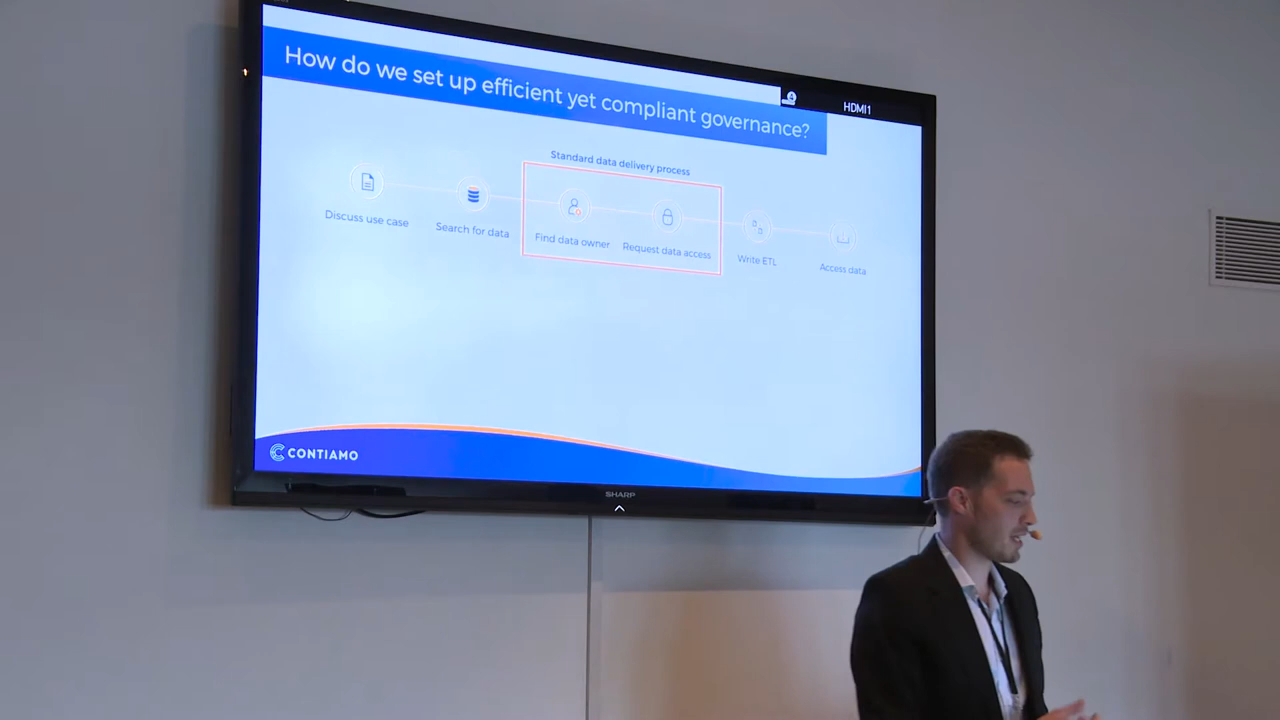 How do we set up efficient yet compliant governance?
HDMI1
Standard data delivery process
Discuss use case
Search for data
Find data owner
Request data access
Write ETL
Access data
CONTIAMO
SHARP